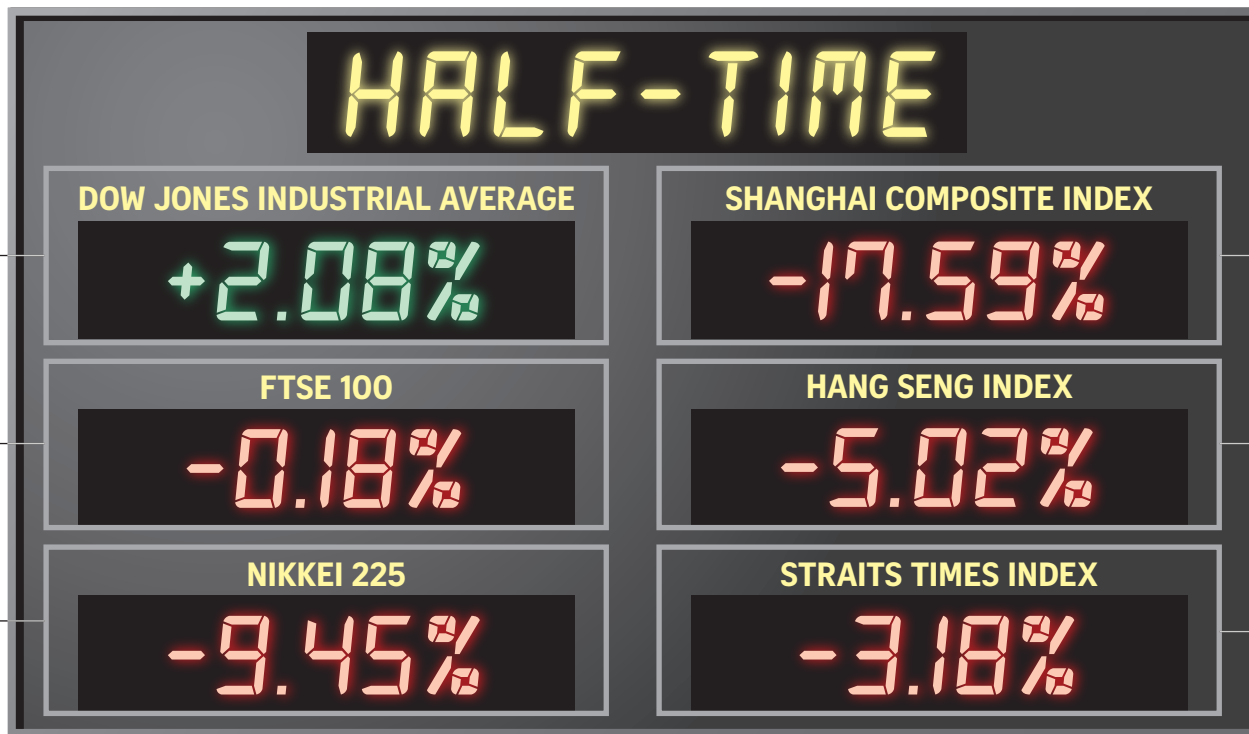 HALF-TIME
DOW JONES INDUSTRIAL AVERAGE
+2.08%
SHANGHAI COMPOSITE INDEX
-17.59%
FTSE 100
-0.18%
HANG SENG INDEX
-5.02%
NIKKEI 225
-9.45%
STRAITS TIMES INDEX
-3.18%